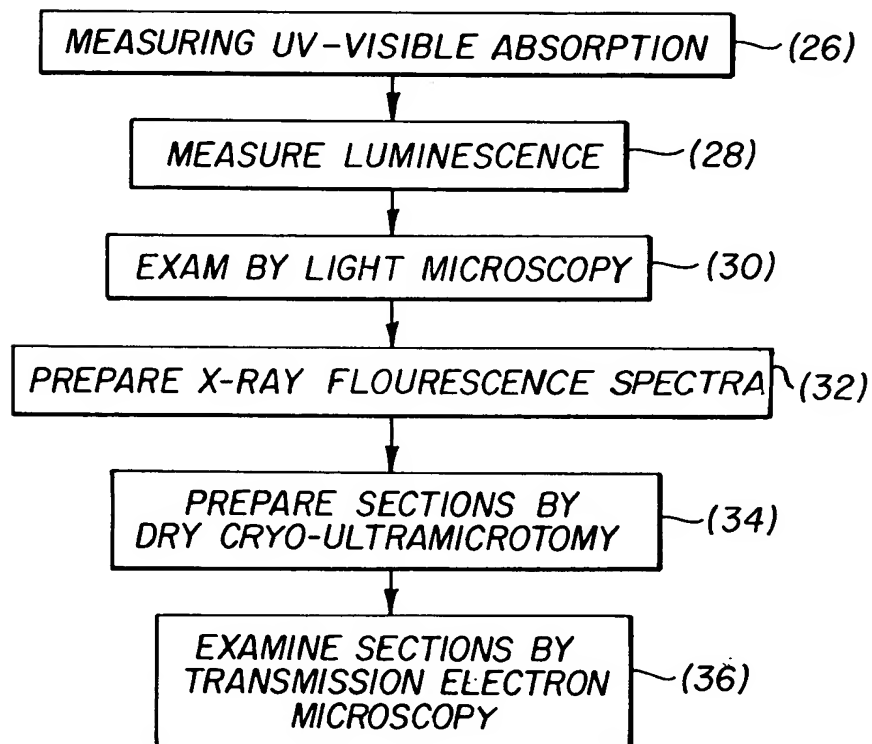 MEASURING UV-VISIBLE ABSORPTION (26)
MEASURE LUMINESCENCE (28)
EXAM BY LIGHT MICROSCOPY (30)
PREPARE X-RAY FLOURESCENCE SPECTRA (32)
PREPARE SECTIONS BY
DRY CRYO-ULTRAMICROTOMY (34)
EXAMINE SECTIONS BY
TRANSMISSION ELECTRON (36)
MICROSCOPY